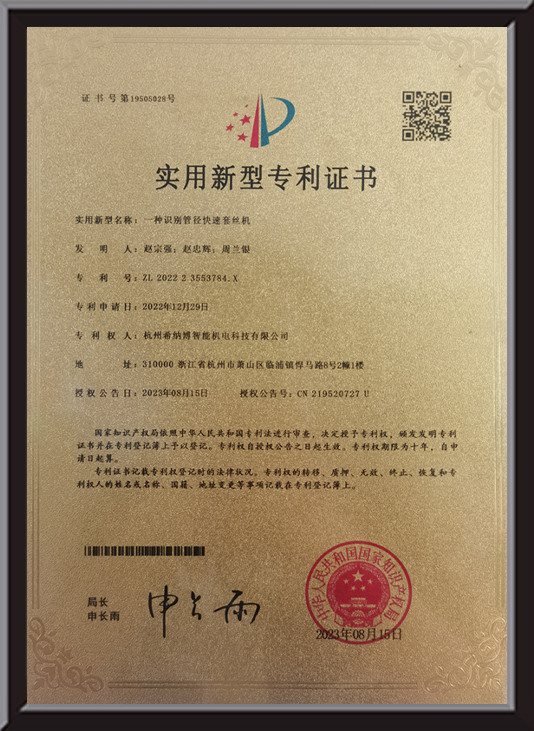 证书号第19505028号
实用新型专利证书
实用新型名称：一种识别管径快速套丝机
发明人：赵宗强；赵忠辉；周兰银
专利号：ZL 2022 2 3553784.X
专利申请日：2022年12月29日
专利权人：杭州希纳博智能机电科技有限公司
地址：310000 浙江省杭州市萧山区临浦镇悍马路8号2幢1楼
授权公告日：2023年08月15日 授权公告号：CN 219520727 U
国家知识产权局依照中华人民共和国专利法进行审查，决定授予专利权，颁发发明专利
证书并在专利登记簿上予以登记。专利权自授权公告之日起生效。专利权期限为十年，自申
请日起算。
专利证书记载专利权登记时的法律状况。专利权的转移、质押、无效、终止、恢复和专
利权人的姓名或名称、国籍、地址变更等事项记载在专利登记簿上。
局长
申长雨
申长雨
中华人民共和国国家知识产权局
2023年08月15日